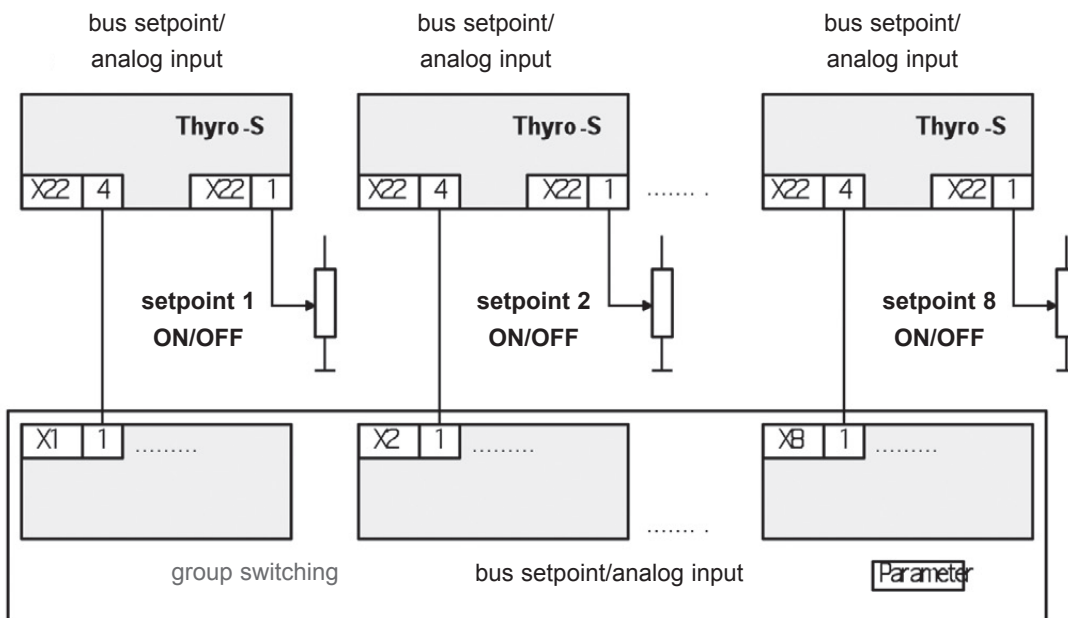 bus setpoint/
analog input
bus setpoint/
analog input
bus setpoint/
analog input
Thyro-S
Thyro-S
Thyro-S
X22 4 X22 1
X22 4 X22 1
........
X22 4 X22 1
setpoint 1
ON/OFF
setpoint 2
ON/OFF
setpoint 8
ON/OFF
X1 1 .........
X2 1 .........
X8 1 .........
........
group switching
bus setpoint/analog input
Parameter